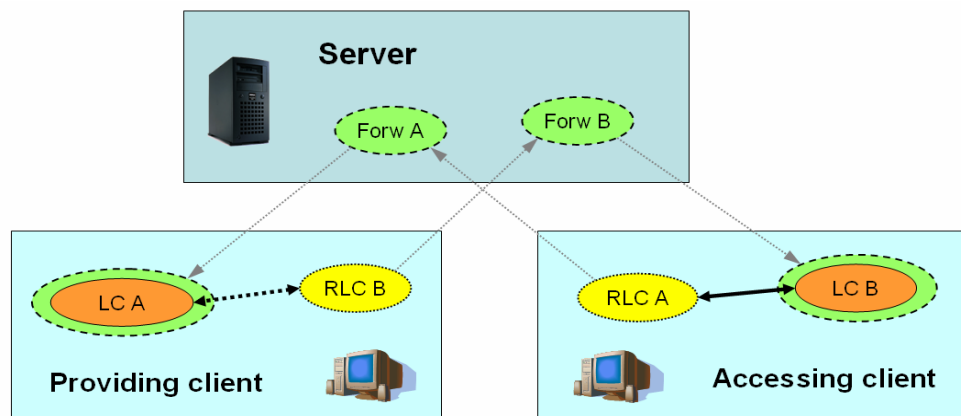 Server
Forw A
Forw B
LC A
RLC B
RLC A
LC B
Providing client
Accessing client